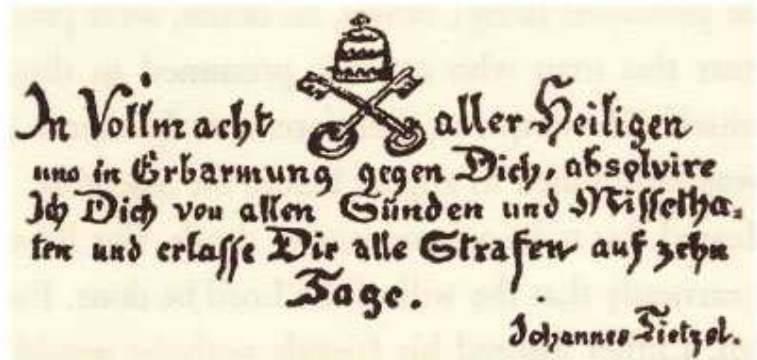 In Vollmacht aller Heiligen
und in Erbarmung gegen Dich, absolvire
Ich Dich von allen Sünden und Missetha⸗
ten und erlasse Dir alle Strafen auf zehn
Tage.
Johannes Tietzel.